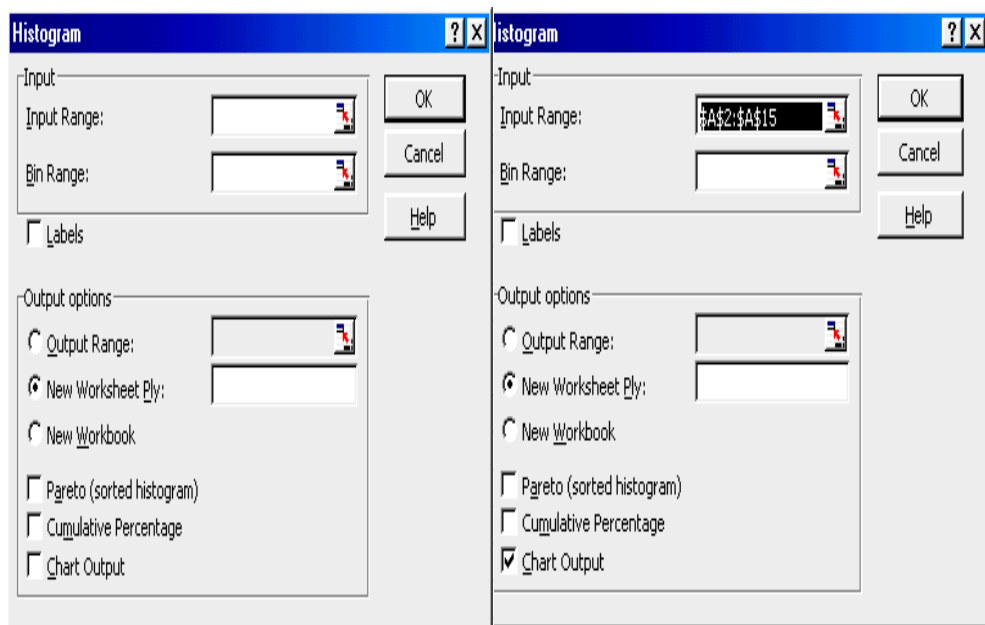 Histogram
Input
Input Range:
Bin Range:
Labels
OK
Cancel
Help
Output options
Output Range:
New Worksheet Ply:
New Workbook
Pareto (sorted histogram)
Cumulative Percentage
Chart Output
listogram
Input
Input Range: $A$2:$A$15
Bin Range:
Labels
OK
Cancel
Help
Output options
Output Range:
New Worksheet Ply:
New Workbook
Pareto (sorted histogram)
Cumulative Percentage
Chart Output